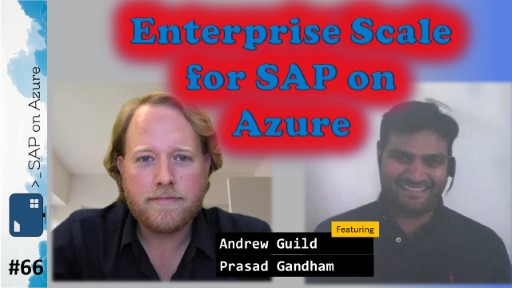 Enterprise Scale
for SAP on
Azure
>_SAP on Azure
Featuring
Andrew Guild
Prasad Gandham
#66